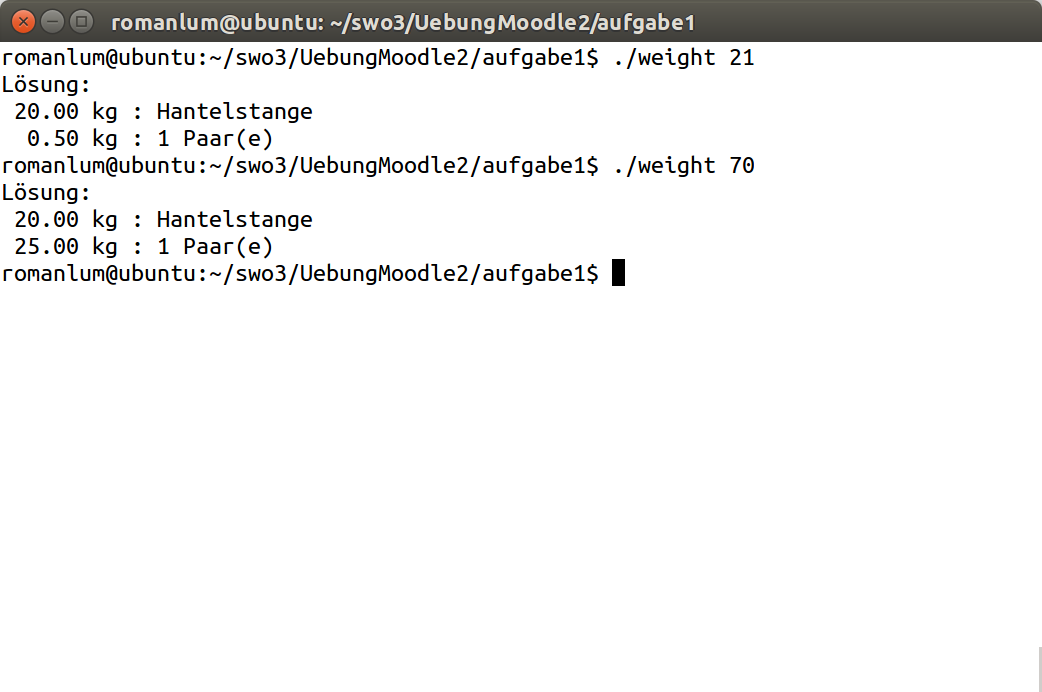 romanlum@ubuntu: ~/swo3/UebungMoodle2/aufgabe1
romanlum@ubuntu:~/swo3/UebungMoodle2/aufgabe1$ ./weight 21
Lösung:
 20.00 kg : Hantelstange
  0.50 kg : 1 Paar(e)
romanlum@ubuntu:~/swo3/UebungMoodle2/aufgabe1$ ./weight 70
Lösung:
 20.00 kg : Hantelstange
 25.00 kg : 1 Paar(e)
romanlum@ubuntu:~/swo3/UebungMoodle2/aufgabe1$